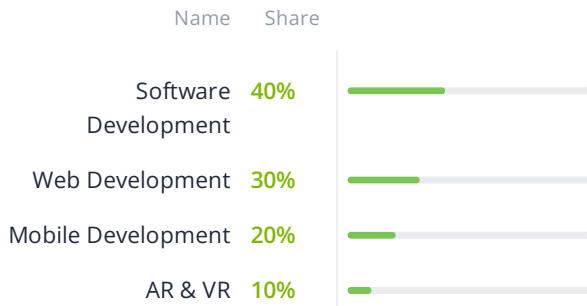 Name Share
Software 40%
Development
Web Development 30%
Mobile Development 20%
AR & VR 10%